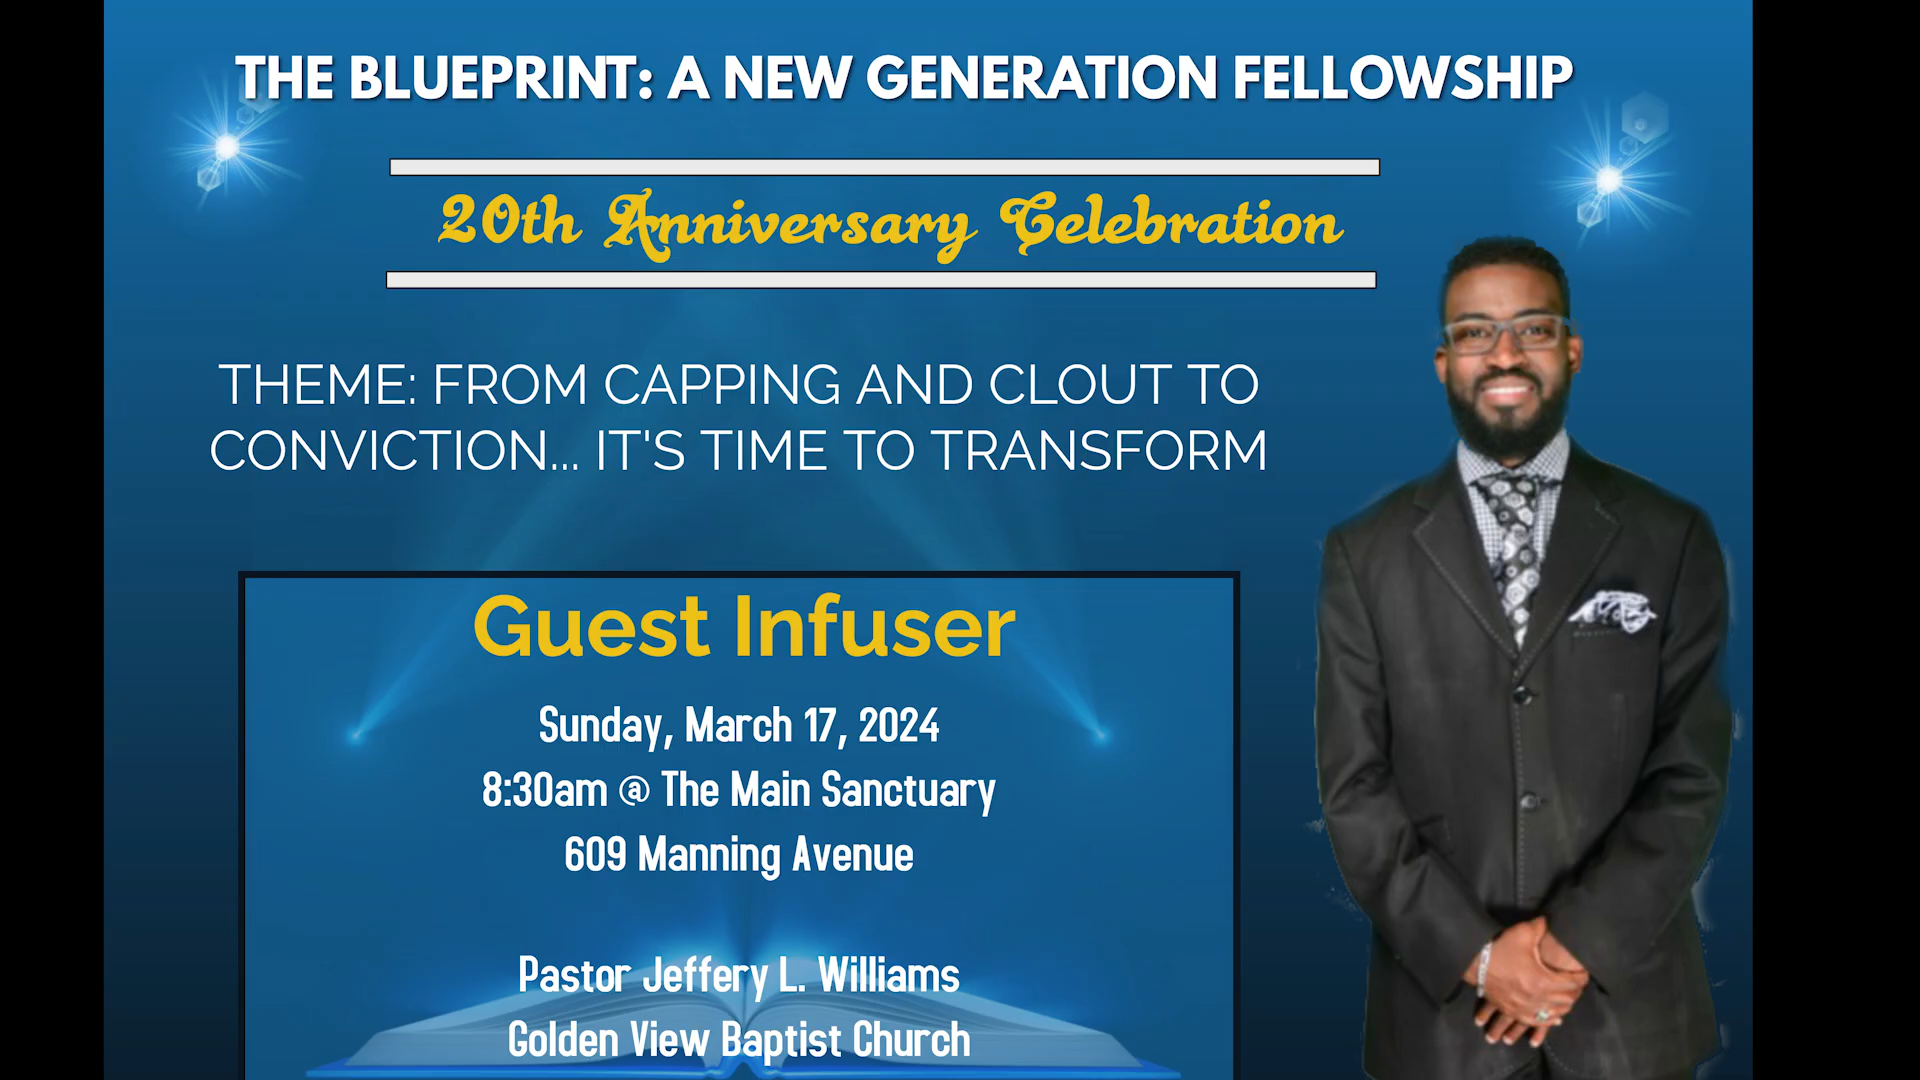 THE BLUEPRINT: A NEW GENERATION FELLOWSHIP
20th Anniversary Celebration
THEME: FROM CAPPING AND CLOUT TO
CONVICTION... IT'S TIME TO TRANSFORM
Guest Infuser
Sunday, March 17, 2024
8:30am @ The Main Sanctuary
609 Manning Avenue
Pastor Jeffery L. Williams
Golden View Baptist Church